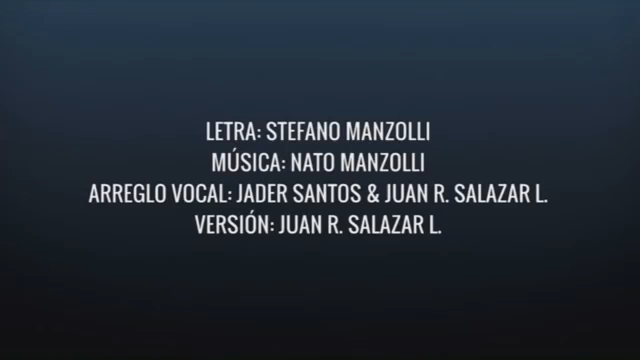 LETRA: STEFANO MANZOLLI
MÚSICA: NATO MANZOLLI
ARREGLO VOCAL: JADER SANTOS & JUAN R. SALAZAR L.
VERSIÓN: JUAN R. SALAZAR L.